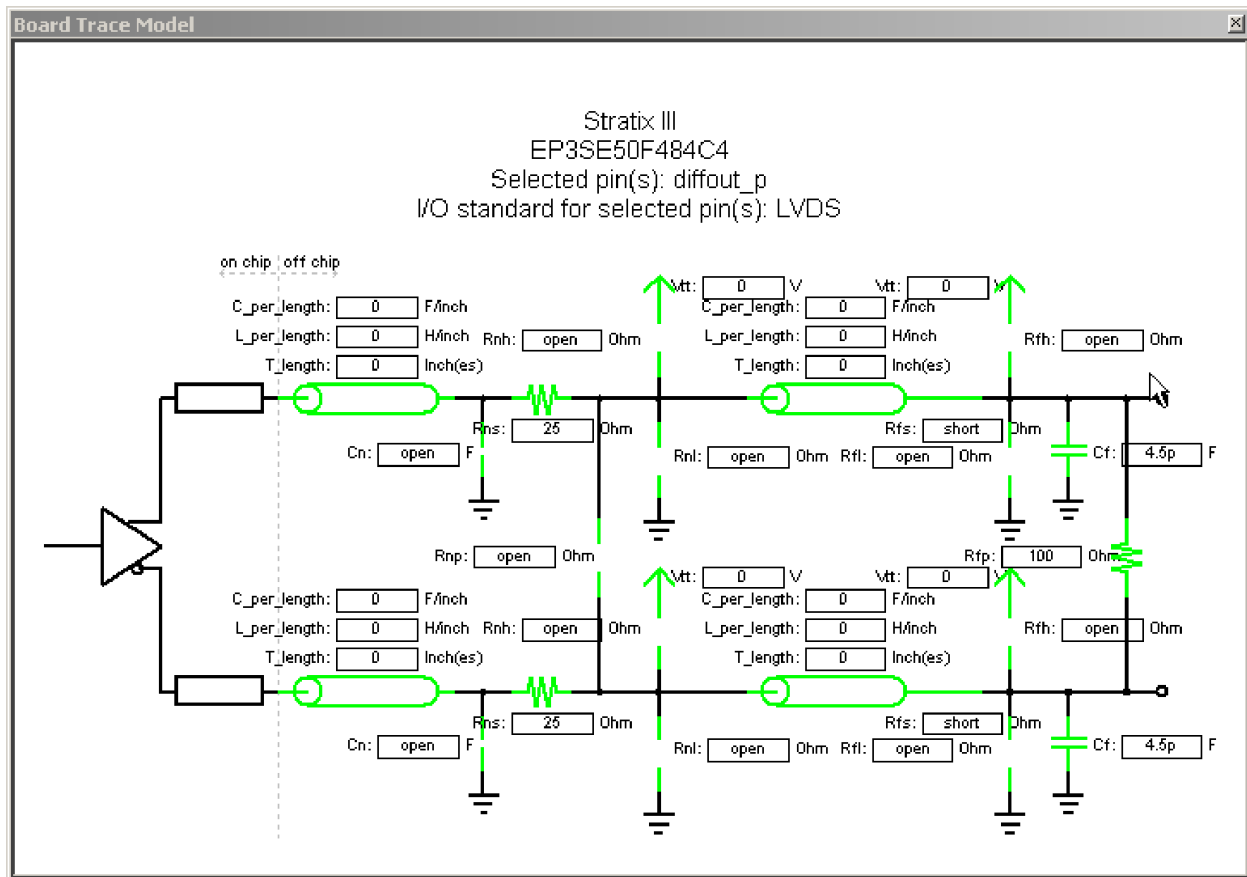 Board Trace Model
Stratix III
EP3SE50F484C4
Selected pin(s): diffout_p
I/O standard for selected pin(s): LVDS
on chip off chip
Vtt: 0 V Vtt: 0 V
C_per_length: 0 F/inch C_per_length: 0 F/inch
L_per_length: 0 H/inch Rnh: open Ohm L_per_length: 0 H/inch Rfh: open Ohm
T_length: 0 Inch(es) T_length: 0 Inch(es)
Rns: 25 Ohm Rfs: short Ohm
Cn: open F Rnl: open Ohm Rfl: open Ohm Cf: 4.5p F
Rnp: open Ohm Rfp: 100 Ohm
Vtt: 0 V Vtt: 0 V
C_per_length: 0 F/inch C_per_length: 0 F/inch
L_per_length: 0 H/inch Rnh: open Ohm L_per_length: 0 H/inch Rfh: open Ohm
T_length: 0 Inch(es) T_length: 0 Inch(es)
Rns: 25 Ohm Rfs: short Ohm
Cn: open F Rnl: open Ohm Rfl: open Ohm Cf: 4.5p F